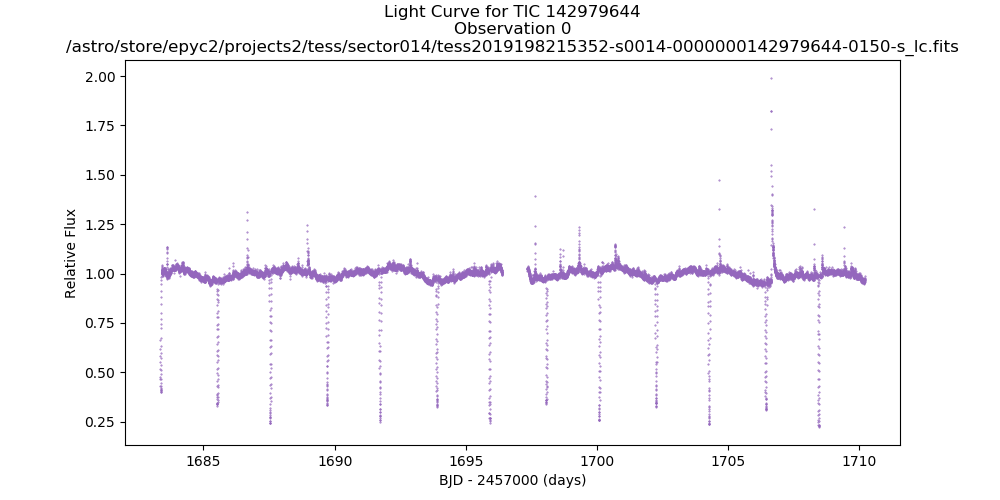 Light Curve for TIC 142979644
Observation 0
/astro/store/epyc2/projects2/tess/sector014/tess2019198215352-s0014-0000000142979644-0150-s_lc.fits
2.00
1.75
1.50
1.25
1.00
0.75
0.50
0.25
Relative Flux
1685
1690
1695
1700
1705
1710
BJD - 2457000 (days)